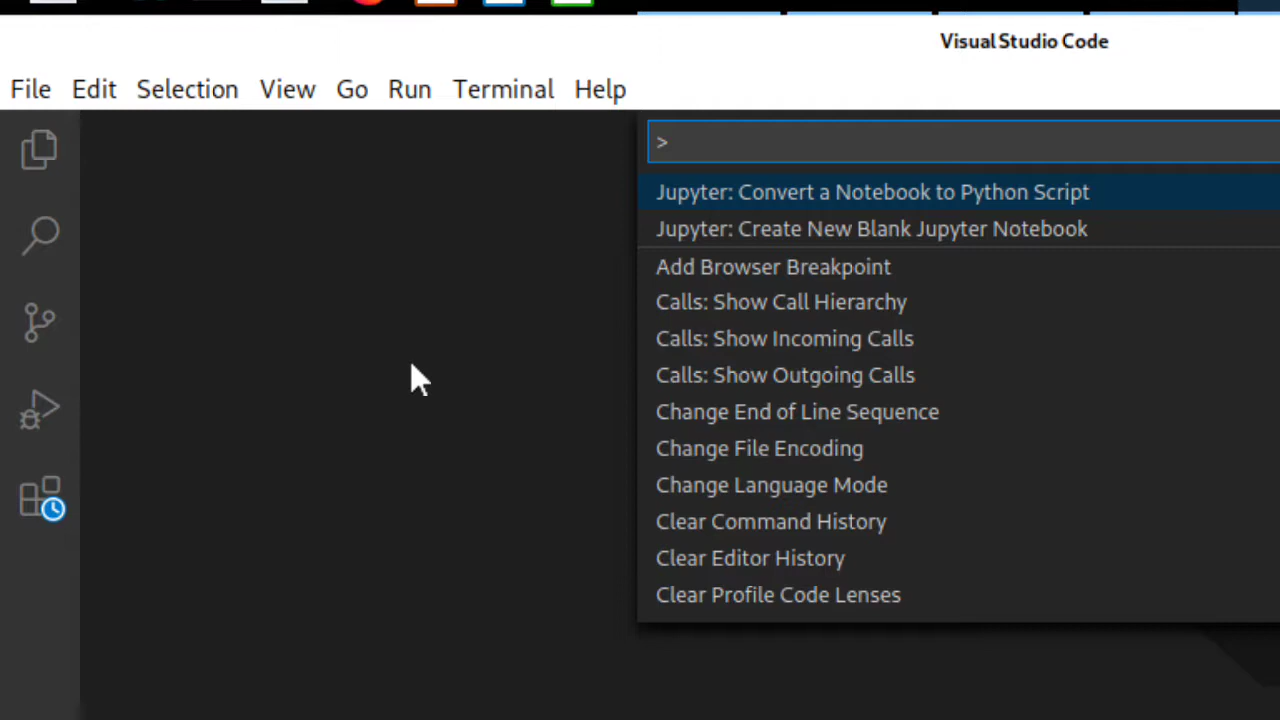 Visual Studio Code
File Edit Selection View Go Run Terminal Help
>
Jupyter: Convert a Notebook to Python Script
Jupyter: Create New Blank Jupyter Notebook
Add Browser Breakpoint
Calls: Show Call Hierarchy
Calls: Show Incoming Calls
Calls: Show Outgoing Calls
Change End of Line Sequence
Change File Encoding
Change Language Mode
Clear Command History
Clear Editor History
Clear Profile Code Lenses